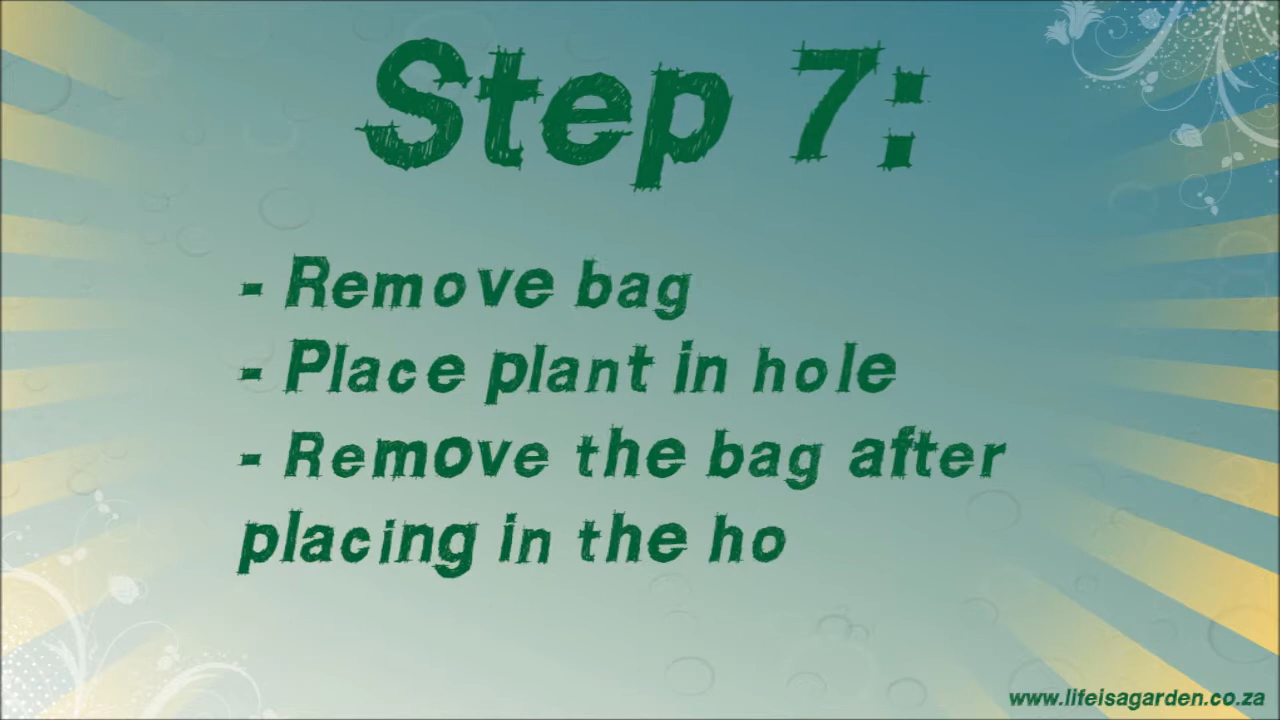 Step 7:
- Remove bag
- Place plant in hole
- Remove the bag after
placing in the ho
www.lifeisagarden.co.za